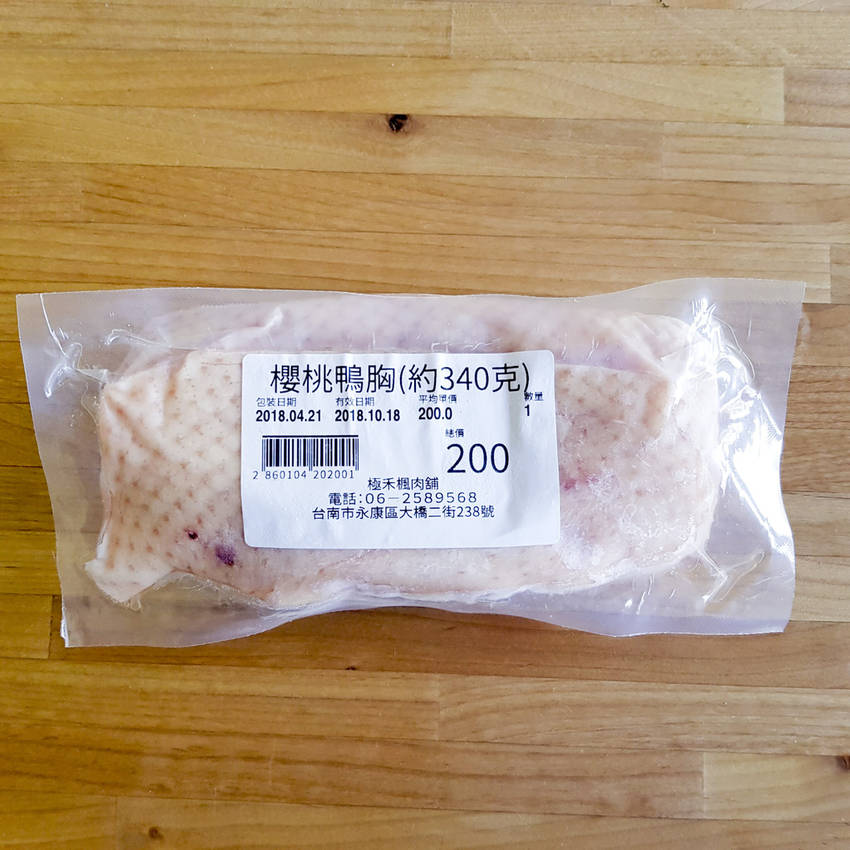 櫻桃鴨胸(約340克)
包裝日期 有效日期 平均單價 數量
2018.04.21 2018.10.18 200.0 1
總價
200
2 860104 202001
極禾楓肉舖
電話:06－2589568
台南市永康區大橋二街238號